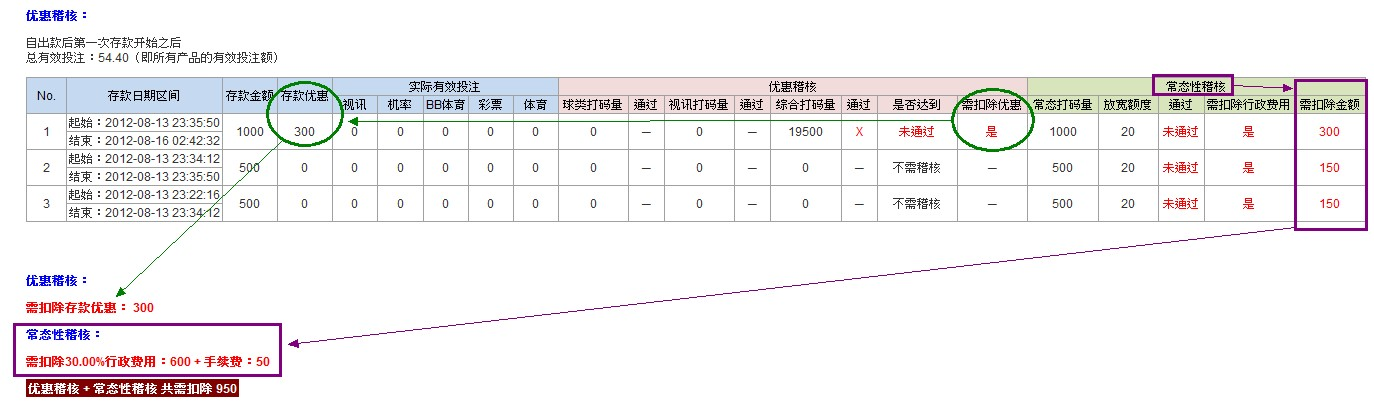 优惠稽核：
自出款后第一次存款开始之后
总有效投注：54.40（即所有产品的有效投注额）
No. 存款日期区间 存款金额 存款优惠 实际有效投注 优惠稽核 常态性稽核
视讯 机率 BB体育 彩票 体育 球类打码量 通过 视讯打码量 通过 综合打码量 通过 是否达到 需扣除优惠 常态打码量 放宽额度 通过 需扣除行政费用 需扣除金额
1 起始：2012-08-13 23:35:50 1000 300 0 0 0 0 0 0 — 0 — 19500 X 未通过 是 1000 20 未通过 是 300
结束：2012-08-16 02:42:32
2 起始：2012-08-13 23:34:12 500 0 0 0 0 0 0 0 — 0 — 0 — 不需稽核 — 500 20 未通过 是 150
结束：2012-08-13 23:35:50
3 起始：2012-08-13 23:22:16 500 0 0 0 0 0 0 0 — 0 — 0 — 不需稽核 — 500 20 未通过 是 150
结束：2012-08-13 23:34:12
优惠稽核：
需扣除存款优惠：300
常态性稽核：
需扣除30.00%行政费用：600 + 手续费：50
优惠稽核 + 常态性稽核 共需扣除 950